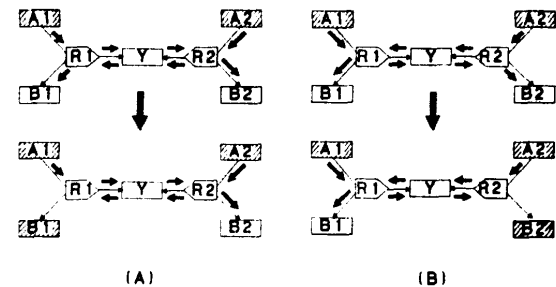 A1 A2 A1 A2
R1 Y R2 R1 Y R2
B1 B2 B1 B2
A1 A2 A1 A2
R1 Y R2 R1 Y R2
B1 B2 B1 B2
(A) (B)